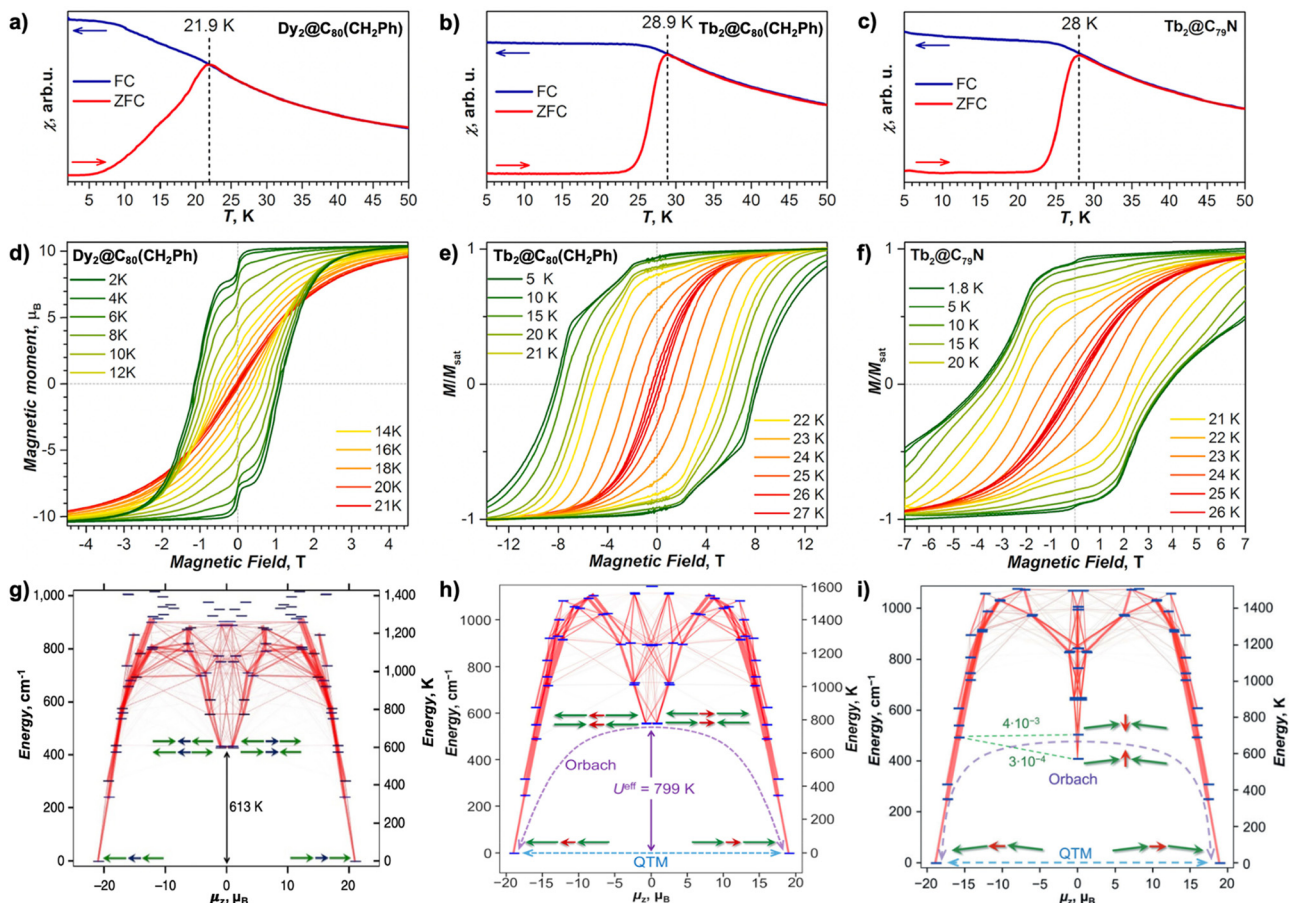 a)
21.9 K
Dy₂@C₈₀(CH₂Ph)
FC
ZFC
χ, arb. u.
5 10 15 20 25 30 35 40 45 50
T, K
b)
28.9 K
Tb₂@C₈₀(CH₂Ph)
FC
ZFC
χ, arb. u.
5 10 15 20 25 30 35 40 45 50
T, K
c)
28 K
Tb₂@C₇₉N
FC
ZFC
χ, arb. u.
5 10 15 20 25 30 35 40 45 50
T, K
d)
Dy₂@C₈₀(CH₂Ph)
10
5
0
-5
-10
Magnetic moment, μB
2K
4K
6K
8K
10K
12K
14K
16K
18K
20K
21K
-4 -3 -2 -1 0 1 2 3 4
Magnetic Field, T
e)
Tb₂@C₈₀(CH₂Ph)
1
0
-1
M/Msat
5 K
10 K
15 K
20 K
21 K
22 K
23 K
24 K
25 K
26 K
27 K
-12 -8 -4 0 4 8 12
Magnetic Field, T
f)
Tb₂@C₇₉N
1
0
-1
M/Msat
1.8 K
5 K
10 K
15 K
20 K
21 K
22 K
23 K
24 K
25 K
26 K
-7 -6 -5 -4 -3 -2 -1 0 1 2 3 4 5 6 7
Magnetic Field, T
g)
1,000
800
600
400
200
0
Energy, cm⁻¹
613 K
1,400
1,200
1,000
800
600
400
200
0
Energy, K
−20 −10 0 10 20
μz, μB
h)
1000
800
600
400
200
0
Energy, cm⁻¹
Orbach
Ueff = 799 K
QTM
1600
1400
1200
1000
800
600
400
200
0
Energy, K
−20 −15 −10 −5 0 5 10 15 20
μz, μB
i)
1000
800
600
400
200
0
Energy, cm⁻¹
4·10⁻³
3·10⁻⁴
Orbach
QTM
1400
1200
1000
800
600
400
200
0
Energy, K
−20 −15 −10 −5 0 5 10 15 20
μz, μB